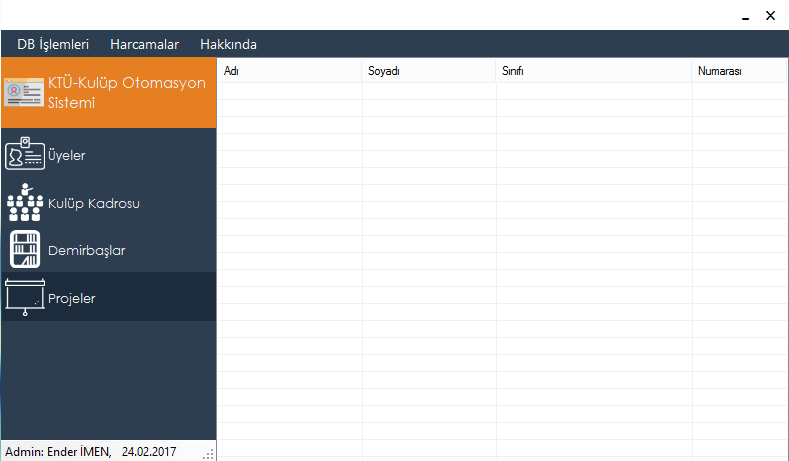 DB İşlemleri Harcamalar Hakkında
KTÜ-Kulüp Otomasyon
Sistemi
Adı Soyadı Sınıfı Numarası
Üyeler
Kulüp Kadrosu
Demirbaşlar
Projeler
Admin: Ender İMEN, 24.02.2017